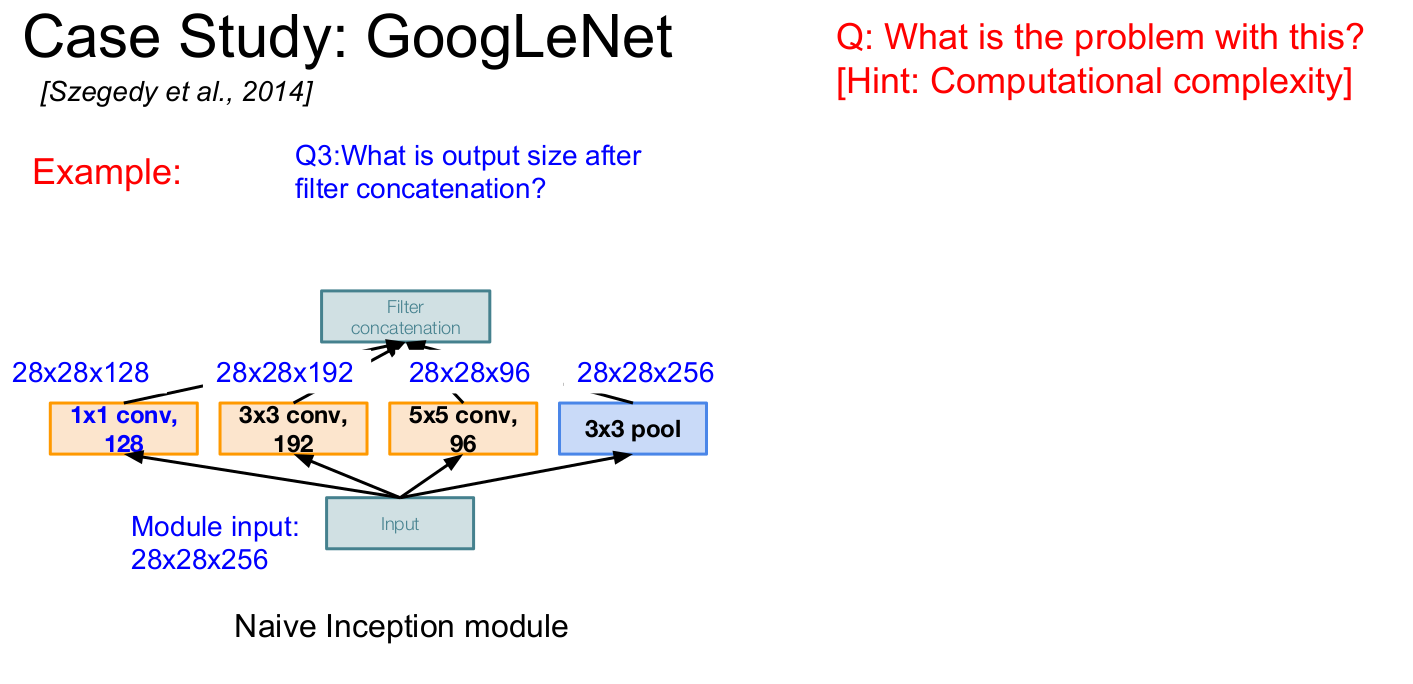 Case Study: GoogLeNet
[Szegedy et al., 2014]
Q: What is the problem with this?
[Hint: Computational complexity]
Example:
Q3:What is output size after
filter concatenation?
Filter
concatenation
28x28x128
28x28x192
28x28x96
28x28x256
1x1 conv,
128
3x3 conv,
192
5x5 conv,
96
3x3 pool
Input
Module input:
28x28x256
Naive Inception module